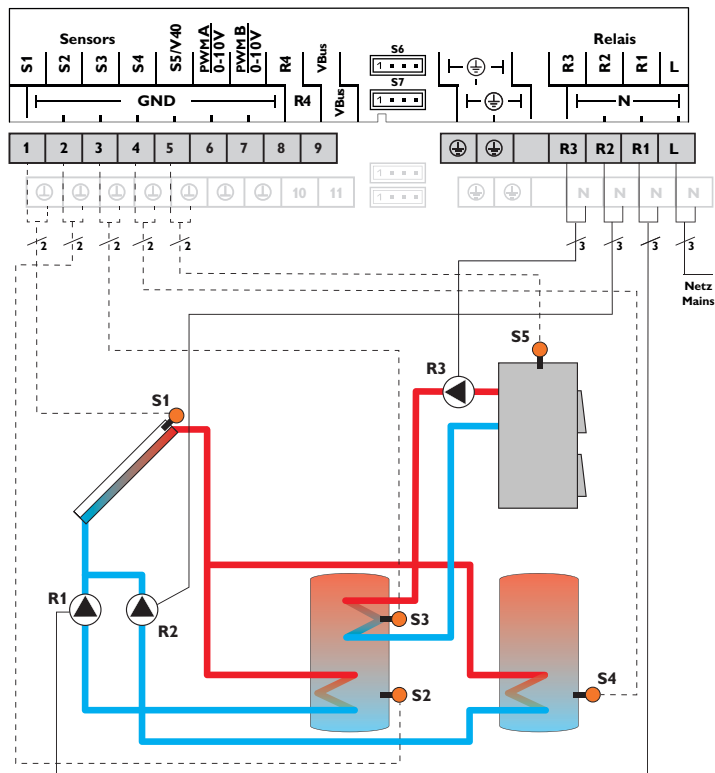 Sensors
Relais
S1 S2 S3 S4 S5/V40 PWM A 0-10V PWM B 0-10V R4 VBus
S6
R3 R2 R1 L
S7
GND
R4
VBus
N
1 2 3 4 5 6 7 8 9
R3 R2 R1 L
1
10 11
N N N N
1
2 2 2 2 2
3 3 3 3
Netz
Mains
S5
R3
S1
R1
R2
S3
S2
S4